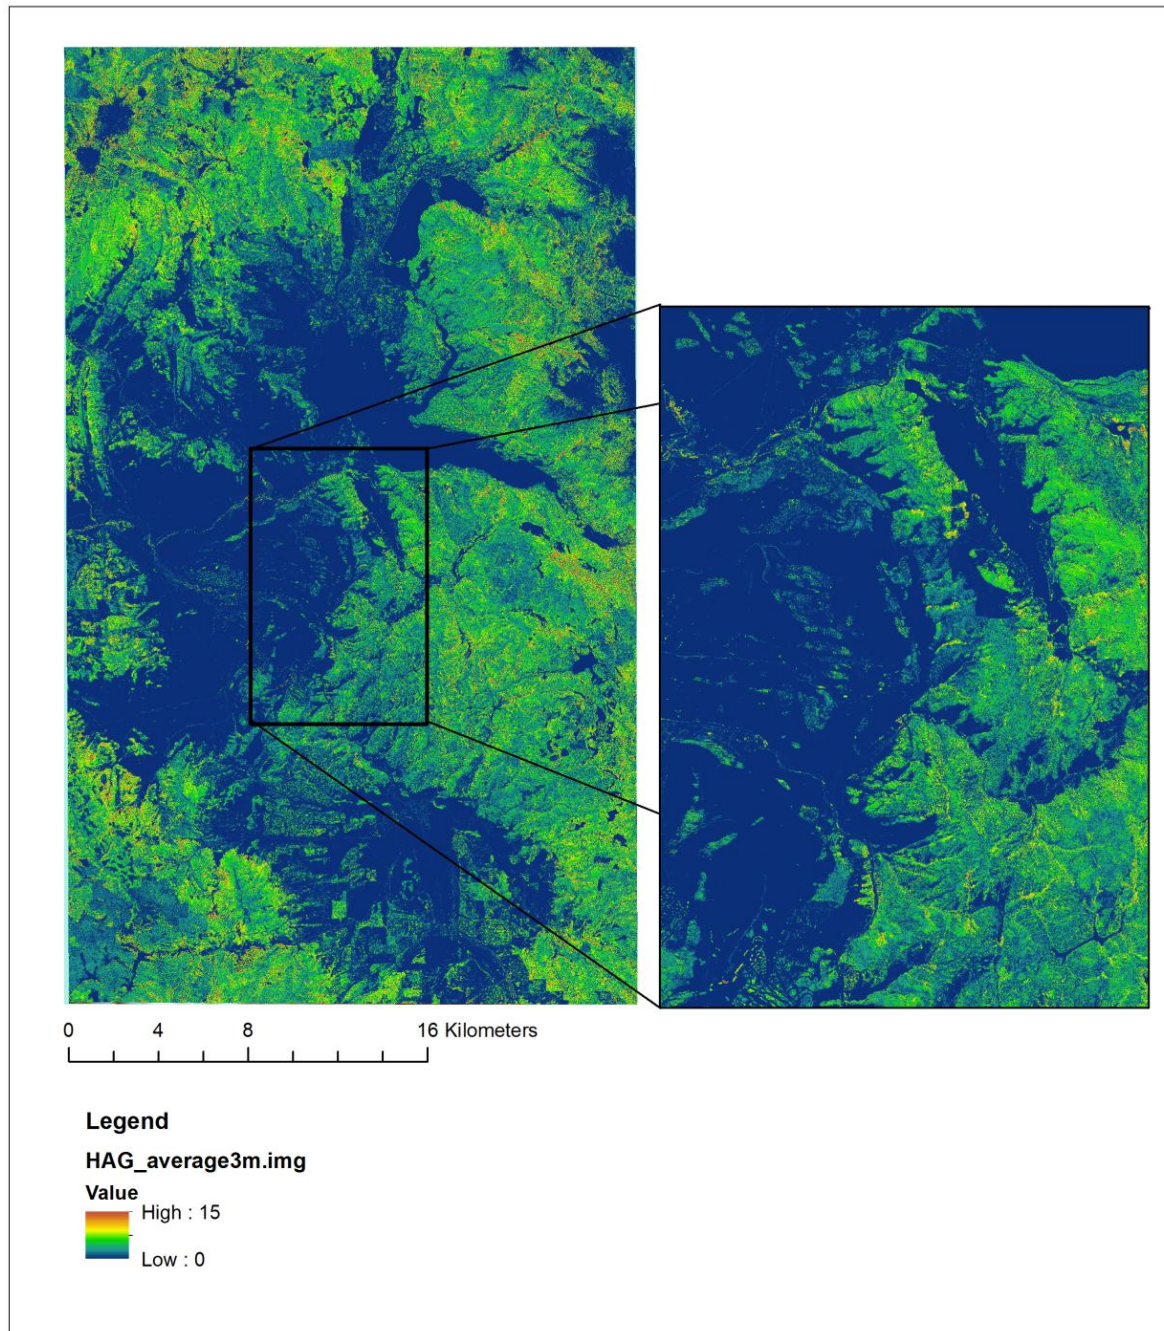 0 4 8 16 Kilometers
Legend
HAG_average3m.img
Value
High : 15
Low : 0